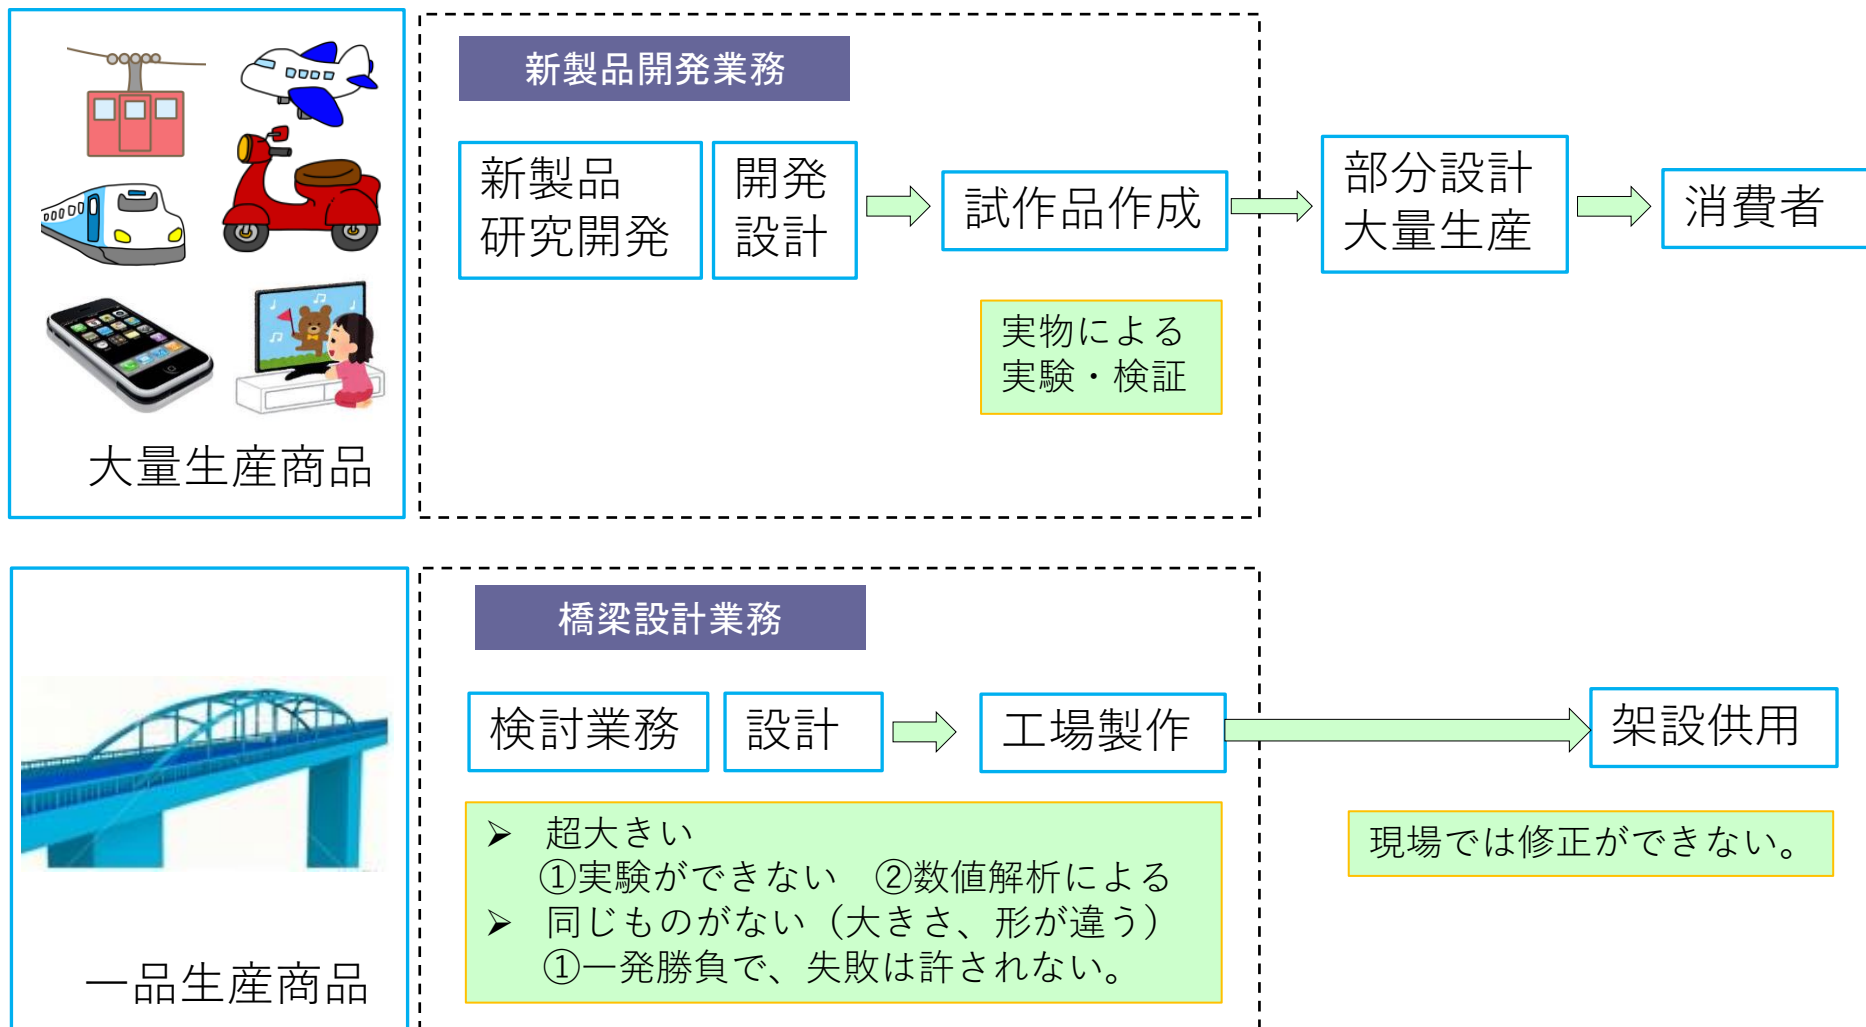 大量生産商品
新製品開発業務
新製品
研究開発
開発
設計
試作品作成
実物による
実験・検証
部分設計
大量生産
消費者
一品生産商品
橋梁設計業務
検討業務
設計
工場製作
➢ 超大きい
①実験ができない ②数値解析による
➢ 同じものがない（大きさ、形が違う）
①一発勝負で、失敗は許されない。
架設供用
現場では修正ができない。